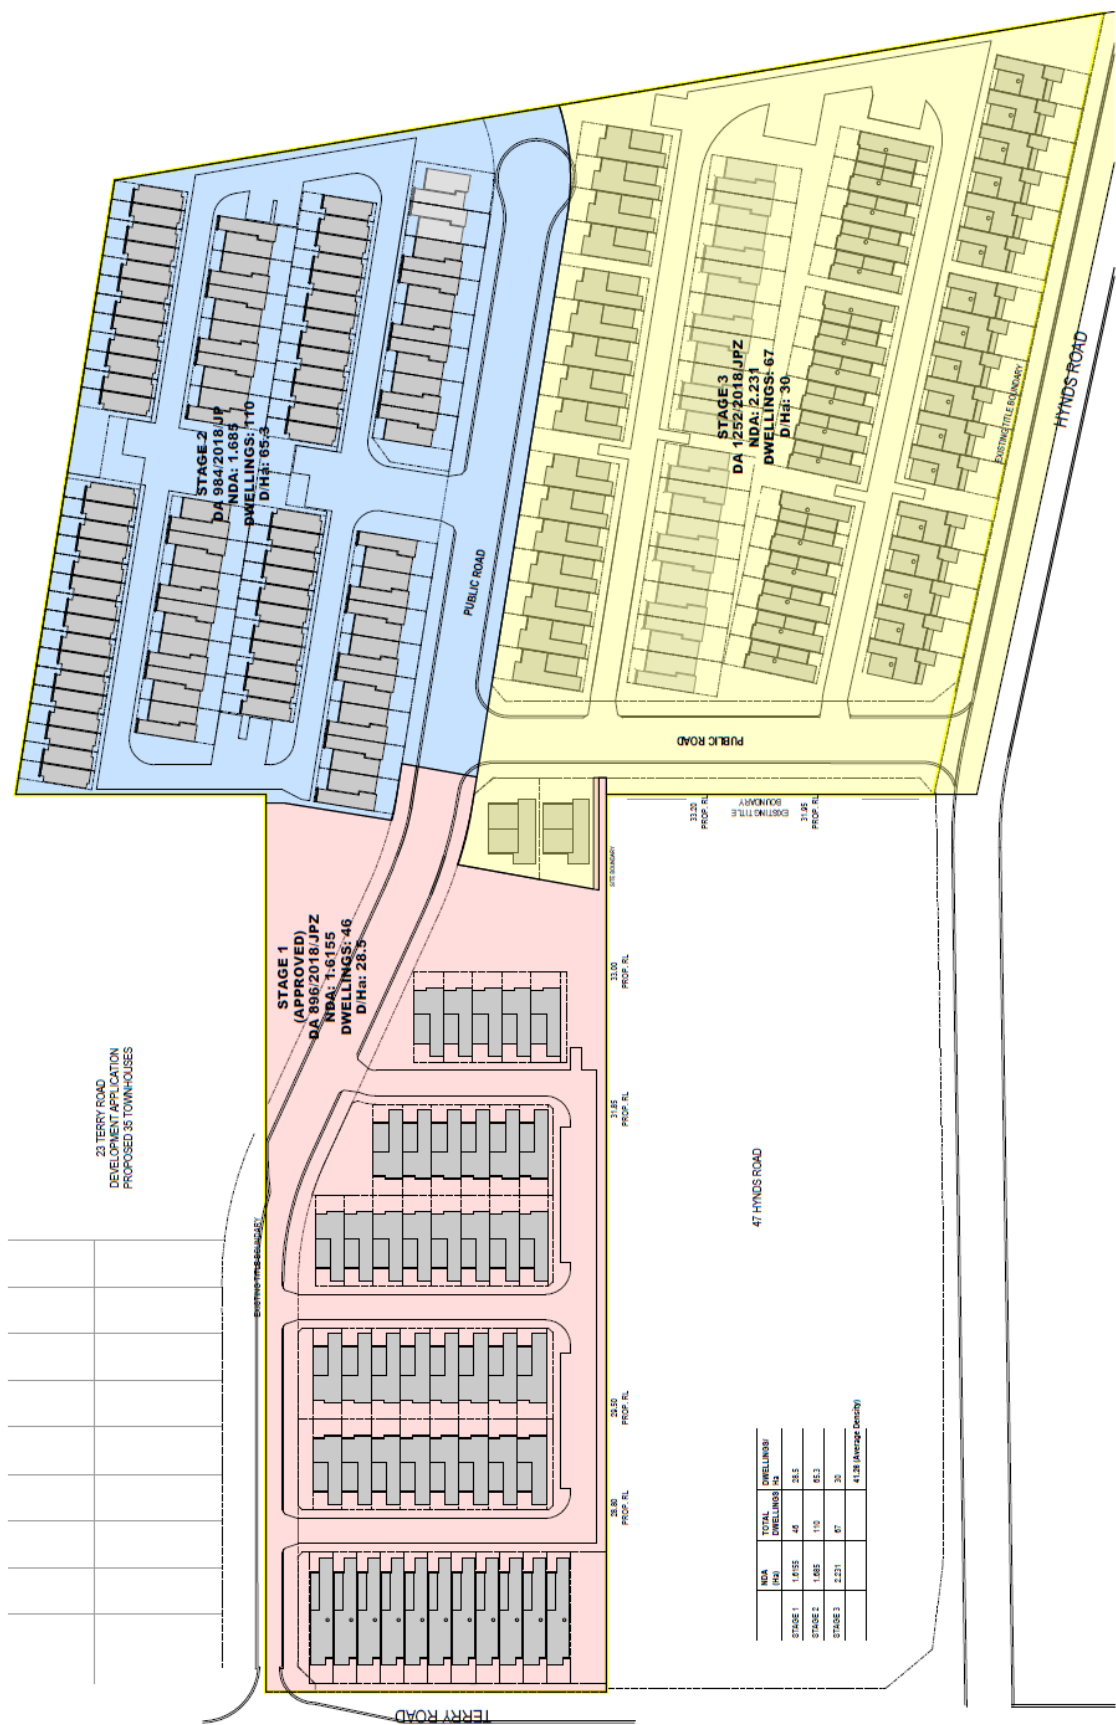 STAGE 2
DA 984/2018/JP
NDA: 1.685
DWELLINGS: 110
D/Ha: 65.3
STAGE 3
DA 1252/2018/JPZ
NDA: 2.231
DWELLINGS: 67
D/Ha: 30
EXISTING TITLE BOUNDARY
HYNDS ROAD
PUBLIC ROAD
PUBLIC ROAD
33.20
PROP. RL
EXISTING TITLE
BOUNDARY
31.95
PROP. RL
SITE BOUNDARY
STAGE 1
(APPROVED)
DA 896/2018/JPZ
NDA: 1.6155
DWELLINGS: 46
D/Ha: 28.5
33.00
PROP. RL
31.85
PROP. RL
23 TERRY ROAD
DEVELOPMENT APPLICATION
PROPOSED 35 TOWNHOUSES
EXISTING TITLE BOUNDARY
47 HYNDS ROAD
29.50
PROP. RL
28.80
PROP. RL
NDA (Ha) TOTAL DWELLINGS DWELLINGS/ Ha
STAGE 1 1.6155 46 28.5
STAGE 2 1.685 110 65.3
STAGE 3 2.231 67 30
41.26 (Average Density)
TERRY ROAD